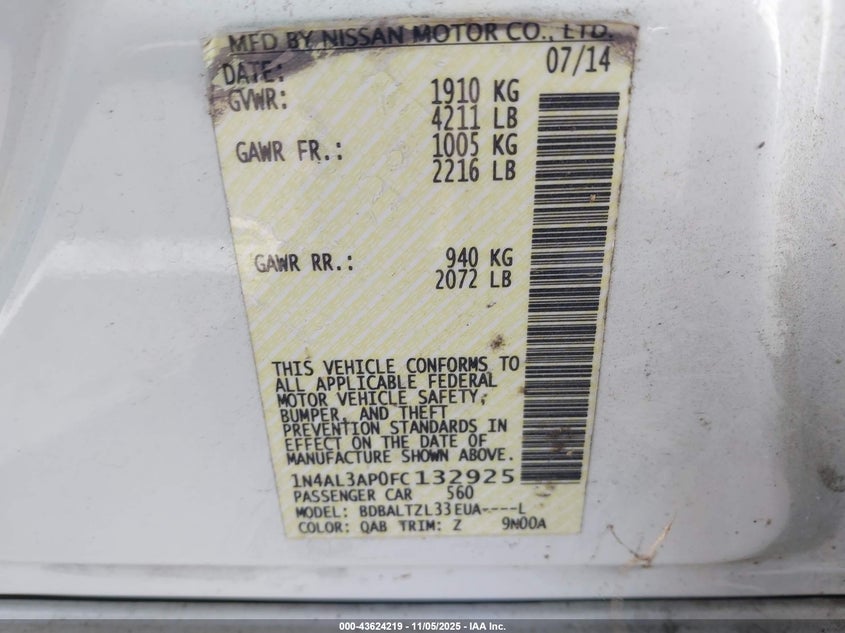 MFD BY NISSAN MOTOR CO., LTD.
DATE: 07/14
GVWR: 1910 KG
4211 LB
GAWR FR.: 1005 KG
2216 LB
GAWR RR.: 940 KG
2072 LB
THIS VEHICLE CONFORMS TO
ALL APPLICABLE FEDERAL
MOTOR VEHICLE SAFETY,
BUMPER, AND THEFT
PREVENTION STANDARDS IN
EFFECT ON THE DATE OF
MANUFACTURE SHOWN ABOVE.
1N4AL3AP0FC132925
PASSENGER CAR 560
MODEL: BDBALTZL33EUA----L
COLOR: QAB TRIM: Z 9N00A
000-43624219 - 11/05/2025 - IAA Inc.